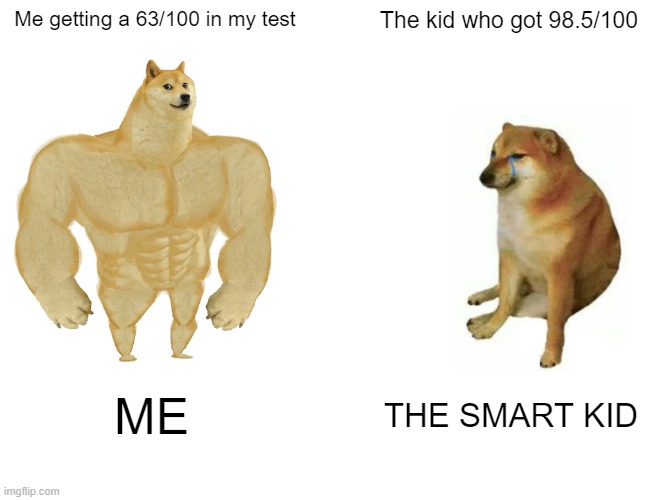 Me getting a 63/100 in my test
The kid who got 98.5/100
ME
THE SMART KID
imgflip.com